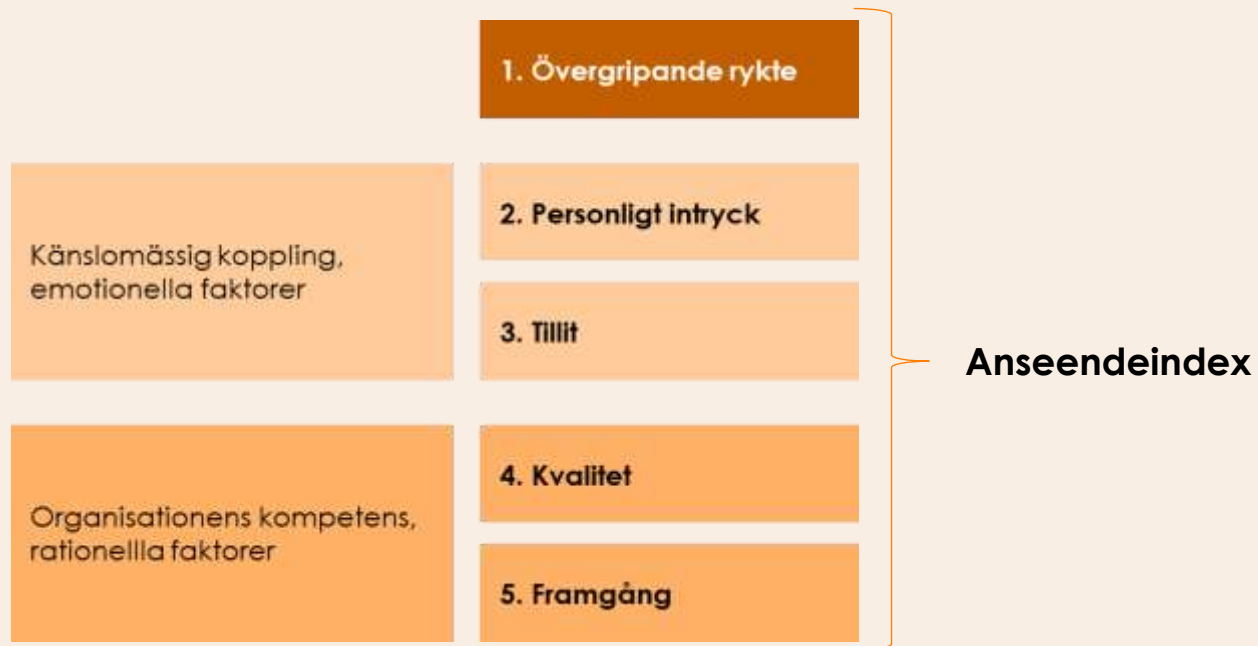 1. Övergripande rykte
Känslomässig koppling,
emotionella faktorer
2. Personligt intryck
3. Tillit
Organisationens kompetens,
rationellla faktorer
4. Kvalitet
5. Framgång
Anseendeindex